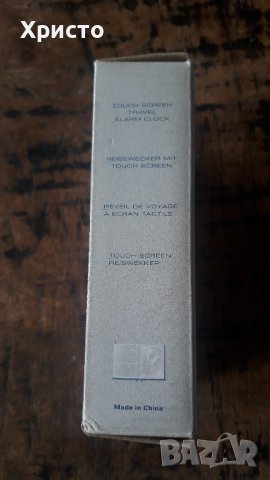 Христо
TOUCH SCREEN
TRAVEL
ALARM CLOCK
REISEWECKER MIT
TOUCH SCREEN
RÉVEIL DE VOYAGE
À ÉCRAN TACTILE
TOUCH-SCREEN
REISWEKKER
Made in China
BAZAR